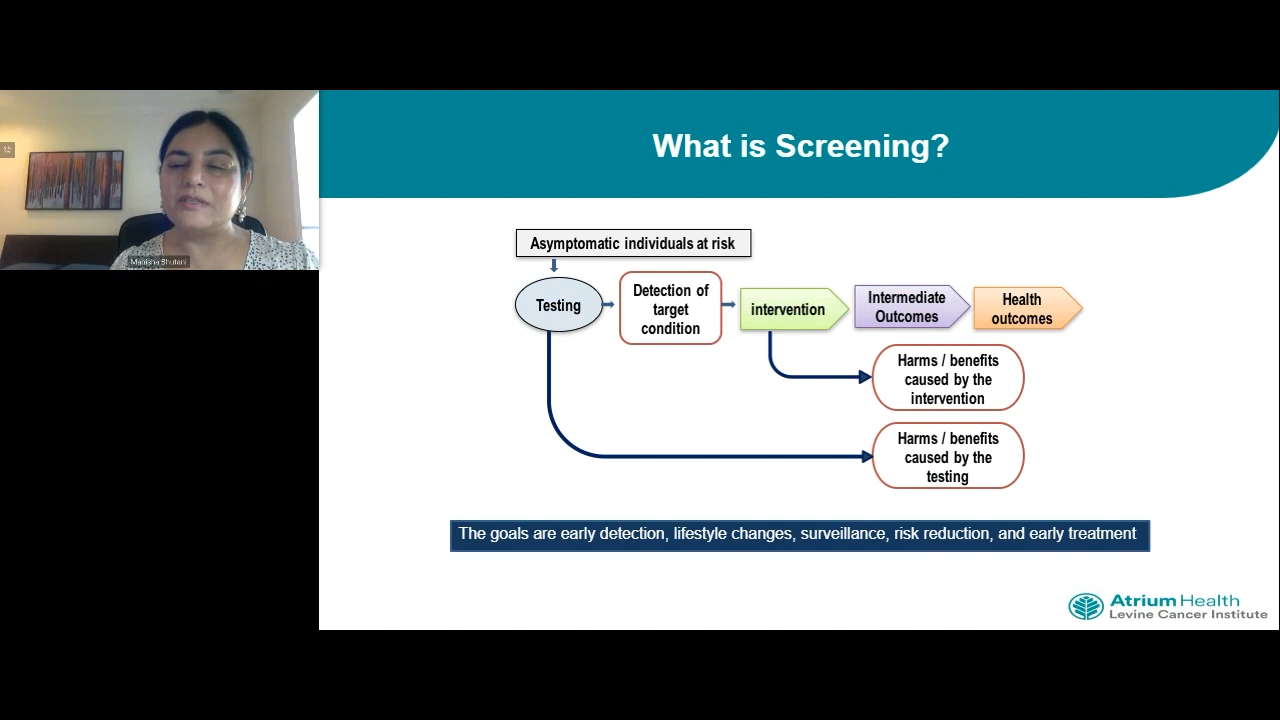 What is Screening?
Manisha Bhutani
Asymptomatic individuals at risk
Testing
Detection of
target
condition
intervention
Intermediate
Outcomes
Health
outcomes
Harms / benefits
caused by the
intervention
Harms / benefits
caused by the
testing
The goals are early detection, lifestyle changes, surveillance, risk reduction, and early treatment
Atrium Health
Levine Cancer Institute